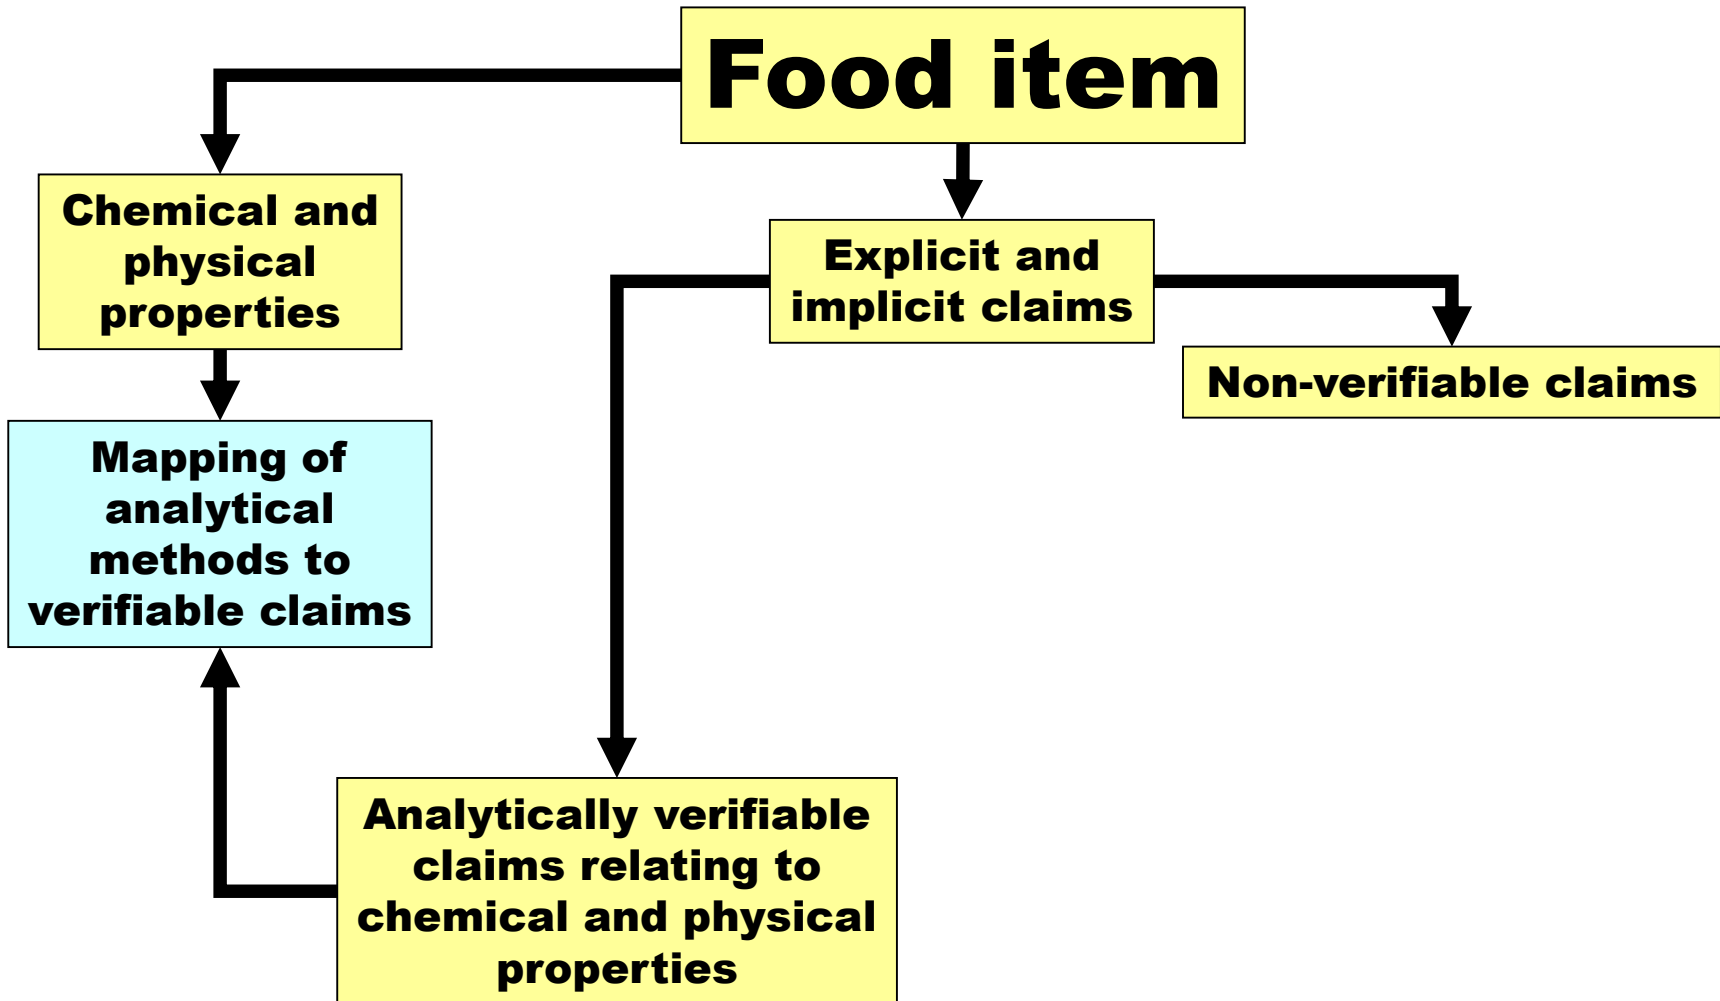 Food item
Chemical and
physical
properties
Explicit and
implicit claims
Non-verifiable claims
Mapping of
analytical
methods to
verifiable claims
Analytically verifiable
claims relating to
chemical and physical
properties